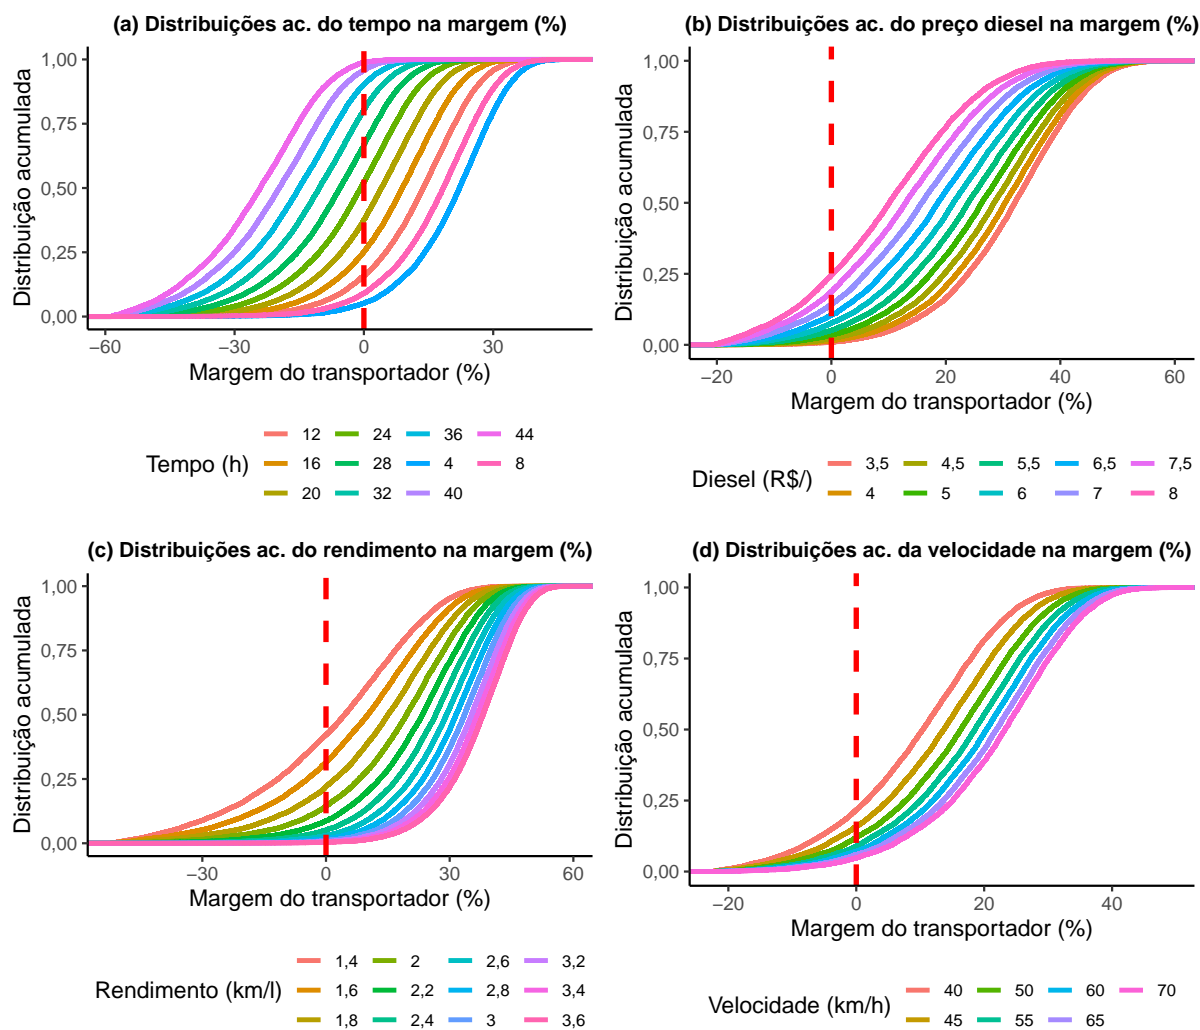 (a) Distribuições ac. do tempo na margem (%)
Distribuição acumulada
1,00
0,75
0,50
0,25
0,00
−60 −30 0 30
Margem do transportador (%)
Tempo (h)
12 24 36 44
16 28 4 8
20 32 40
(b) Distribuições ac. do preço diesel na margem (%)
Distribuição acumulada
1,00
0,75
0,50
0,25
0,00
−20 0 20 40 60
Margem do transportador (%)
Diesel (R$/)
3,5 4,5 5,5 6,5 7,5
4 5 6 7 8
(c) Distribuições ac. do rendimento na margem (%)
Distribuição acumulada
1,00
0,75
0,50
0,25
0,00
−30 0 30 60
Margem do transportador (%)
Rendimento (km/l)
1,4 2 2,6 3,2
1,6 2,2 2,8 3,4
1,8 2,4 3 3,6
(d) Distribuições ac. da velocidade na margem (%)
Distribuição acumulada
1,00
0,75
0,50
0,25
0,00
−20 0 20 40
Margem do transportador (%)
Velocidade (km/h)
40 50 60 70
45 55 65